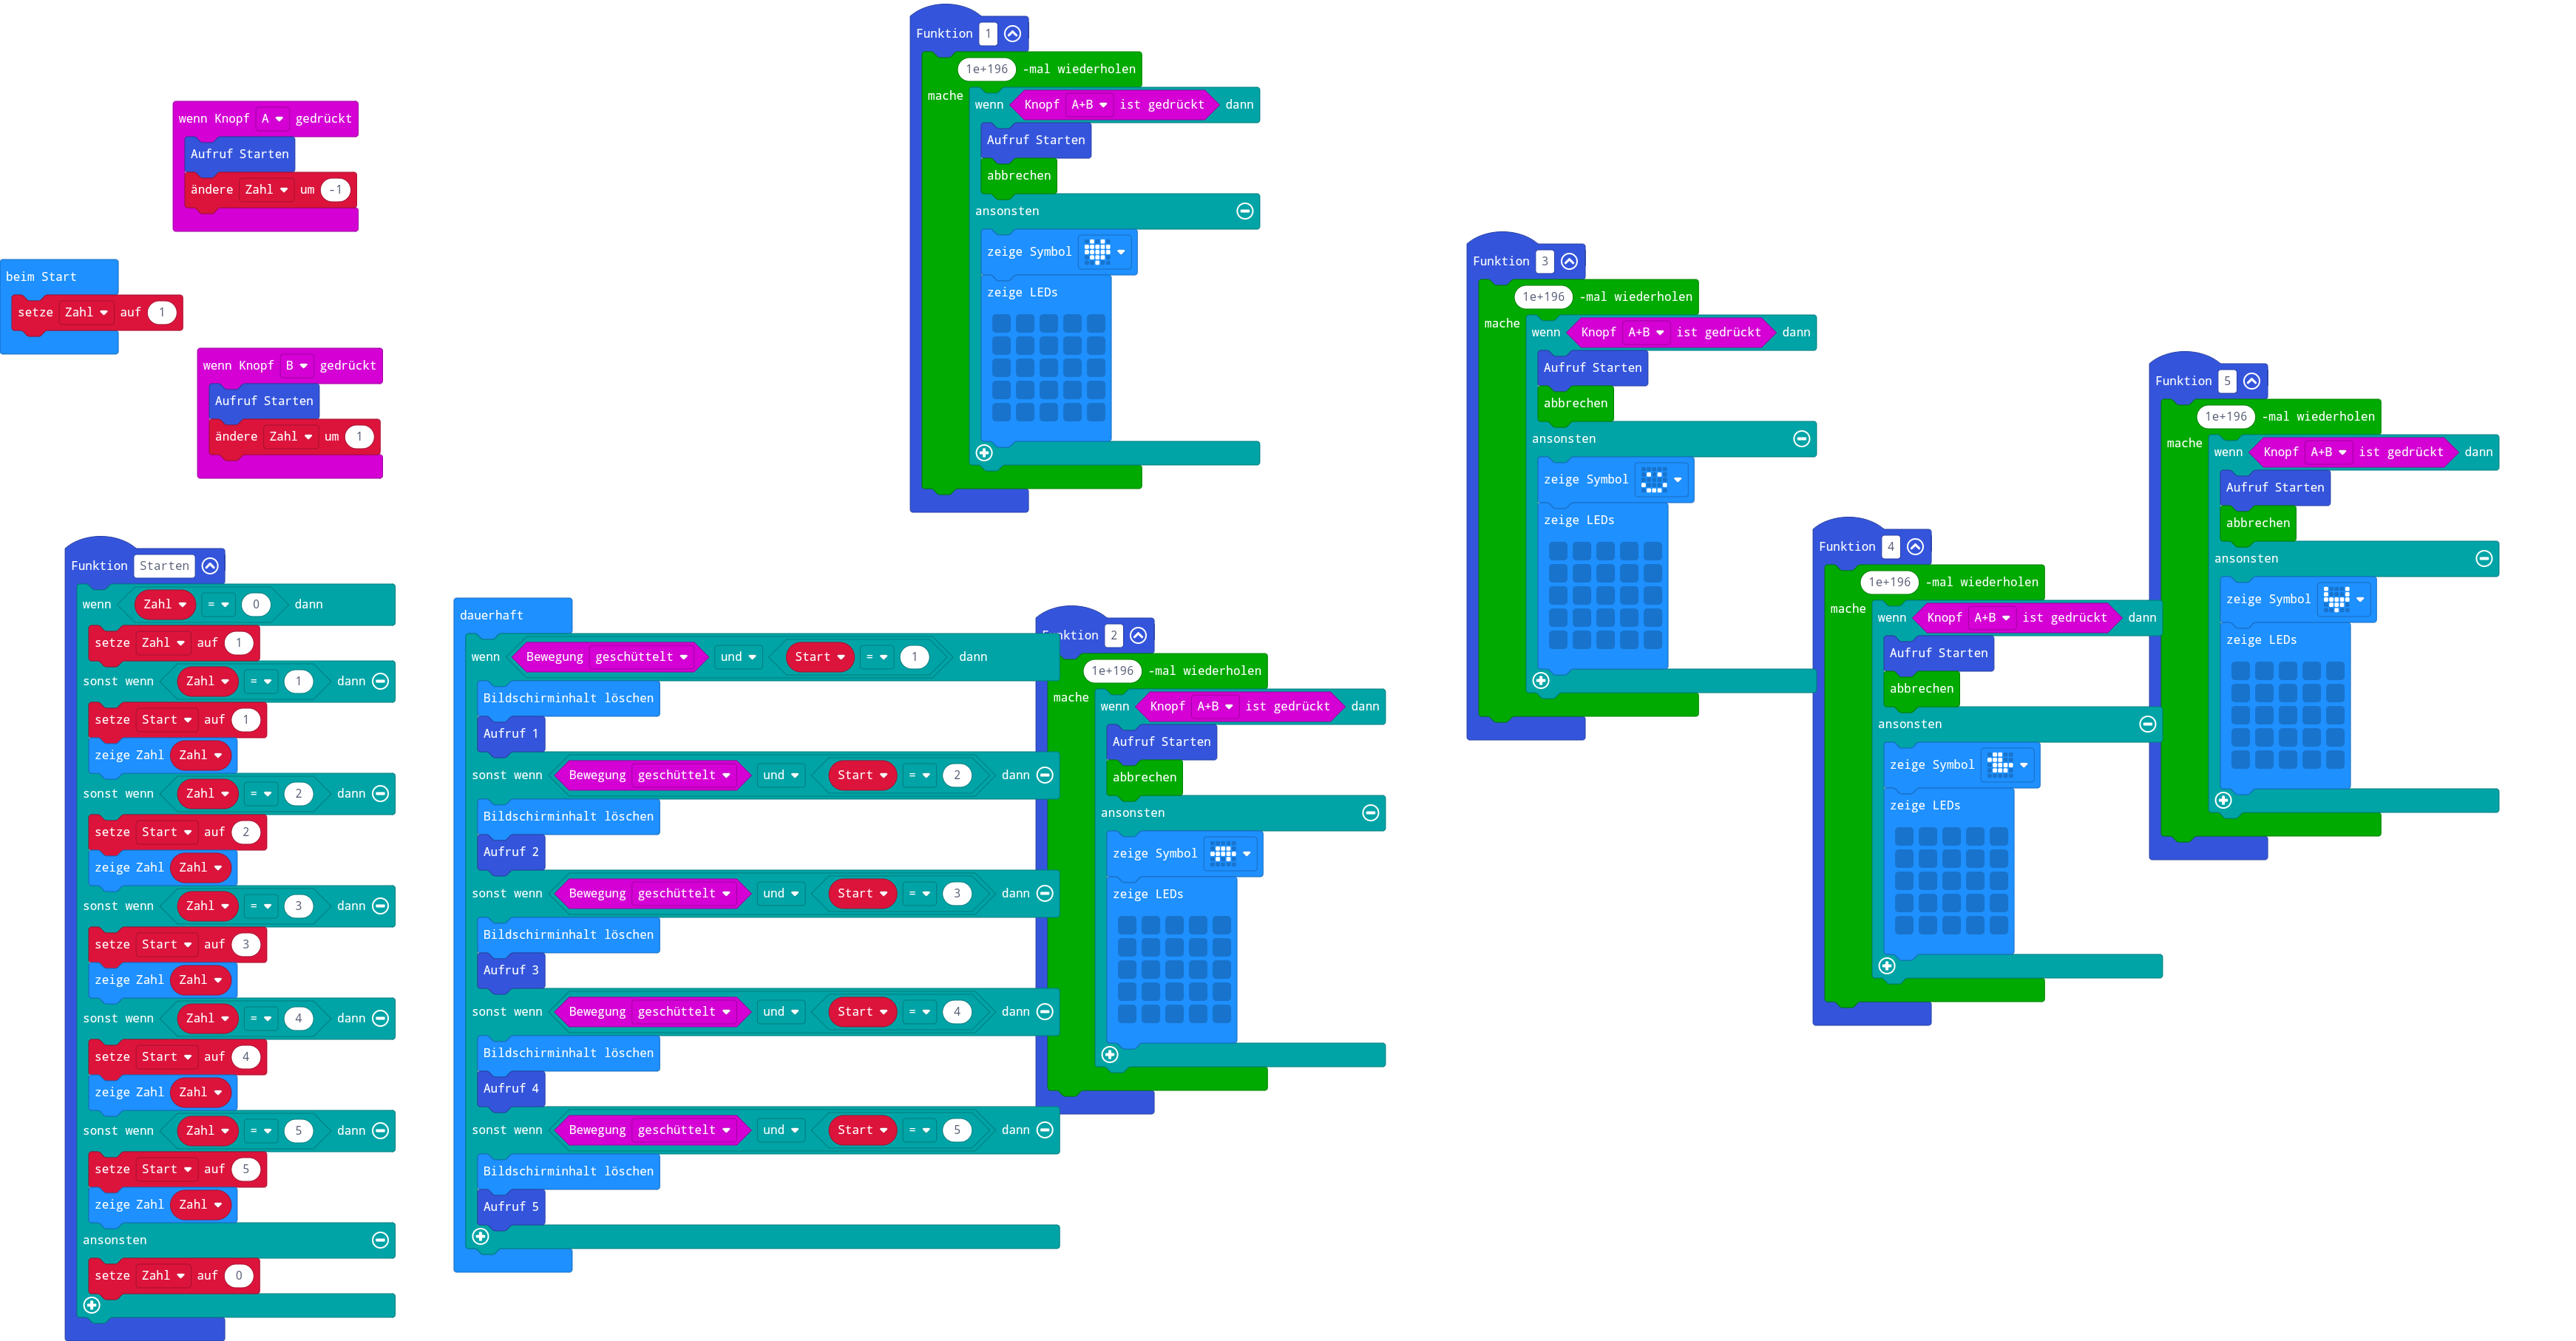 wenn Knopf A gedrückt
Aufruf Starten
ändere Zahl um -1
beim Start
setze Zahl auf 1
wenn Knopf B gedrückt
Aufruf Starten
ändere Zahl um 1
Funktion Starten
wenn Zahl = 0 dann
setze Zahl auf 1
sonst wenn Zahl = 1 dann
setze Start auf 1
zeige Zahl Zahl
sonst wenn Zahl = 2 dann
setze Start auf 2
zeige Zahl Zahl
sonst wenn Zahl = 3 dann
setze Start auf 3
zeige Zahl Zahl
sonst wenn Zahl = 4 dann
setze Start auf 4
zeige Zahl Zahl
sonst wenn Zahl = 5 dann
setze Start auf 5
zeige Zahl Zahl
ansonsten
setze Zahl auf 0
dauerhaft
wenn Bewegung geschüttelt und Start = 1 dann
Bildschirminhalt löschen
Aufruf 1
sonst wenn Bewegung geschüttelt und Start = 2 dann
Bildschirminhalt löschen
Aufruf 2
sonst wenn Bewegung geschüttelt und Start = 3 dann
Bildschirminhalt löschen
Aufruf 3
sonst wenn Bewegung geschüttelt und Start = 4 dann
Bildschirminhalt löschen
Aufruf 4
sonst wenn Bewegung geschüttelt und Start = 5 dann
Bildschirminhalt löschen
Aufruf 5
Funktion 1
1e+196 -mal wiederholen
mache
wenn Knopf A+B ist gedrückt dann
Aufruf Starten
abbrechen
ansonsten
zeige Symbol
zeige LEDs
Funktion 2
1e+196 -mal wiederholen
mache
wenn Knopf A+B ist gedrückt dann
Aufruf Starten
abbrechen
ansonsten
zeige Symbol
zeige LEDs
Funktion 3
1e+196 -mal wiederholen
mache
wenn Knopf A+B ist gedrückt dann
Aufruf Starten
abbrechen
ansonsten
zeige Symbol
zeige LEDs
Funktion 4
1e+196 -mal wiederholen
mache
wenn Knopf A+B ist gedrückt dann
Aufruf Starten
abbrechen
ansonsten
zeige Symbol
zeige LEDs
Funktion 5
1e+196 -mal wiederholen
mache
wenn Knopf A+B ist gedrückt dann
Aufruf Starten
abbrechen
ansonsten
zeige Symbol
zeige LEDs